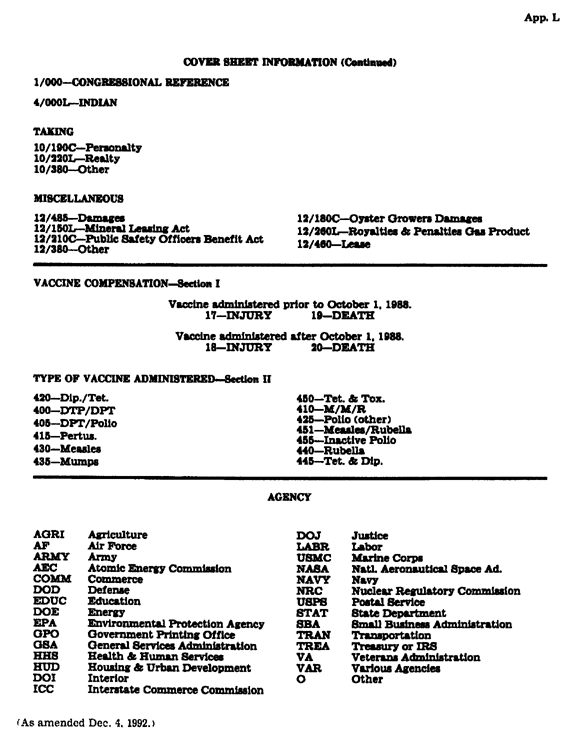 App. L
COVER SHEET INFORMATION (Continued)
1/000—CONGRESSIONAL REFERENCE
4/000L—INDIAN
TAKING
10/190C—Personalty
10/220L—Realty
10/380—Other
MISCELLANEOUS
12/485—Damages
12/150L—Mineral Leasing Act
12/210C—Public Safety Officers Benefit Act
12/380—Other
12/180C—Oyster Growers Damages
12/260L—Royalties & Penalties Gas Product
12/460—Lease
VACCINE COMPENSATION—Section I
Vaccine administered prior to October 1, 1988.
17—INJURY 19—DEATH
Vaccine administered after October 1, 1988.
18—INJURY 20—DEATH
TYPE OF VACCINE ADMINISTERED—Section II
420—Dip./Tet.
400—DTP/DPT
405—DPT/Polio
415—Pertus.
430—Measles
435—Mumps
450—Tet. & Tox.
410—M/M/R
425—Polio (other)
451—Measles/Rubella
455—Inactive Polio
440—Rubella
445—Tet. & Dip.
AGENCY
AGRI Agriculture
AF Air Force
ARMY Army
AEC Atomic Energy Commission
COMM Commerce
DOD Defense
EDUC Education
DOE Energy
EPA Environmental Protection Agency
GPO Government Printing Office
GSA General Services Administration
HHS Health & Human Services
HUD Housing & Urban Development
DOI Interior
ICC Interstate Commerce Commission
DOJ Justice
LABR Labor
USMC Marine Corps
NASA Natl. Aeronautical Space Ad.
NAVY Navy
NRC Nuclear Regulatory Commission
USPS Postal Service
STAT State Department
SBA Small Business Administration
TRAN Transportation
TREA Treasury or IRS
VA Veterans Administration
VAR Various Agencies
O Other
(As amended Dec. 4, 1992.)